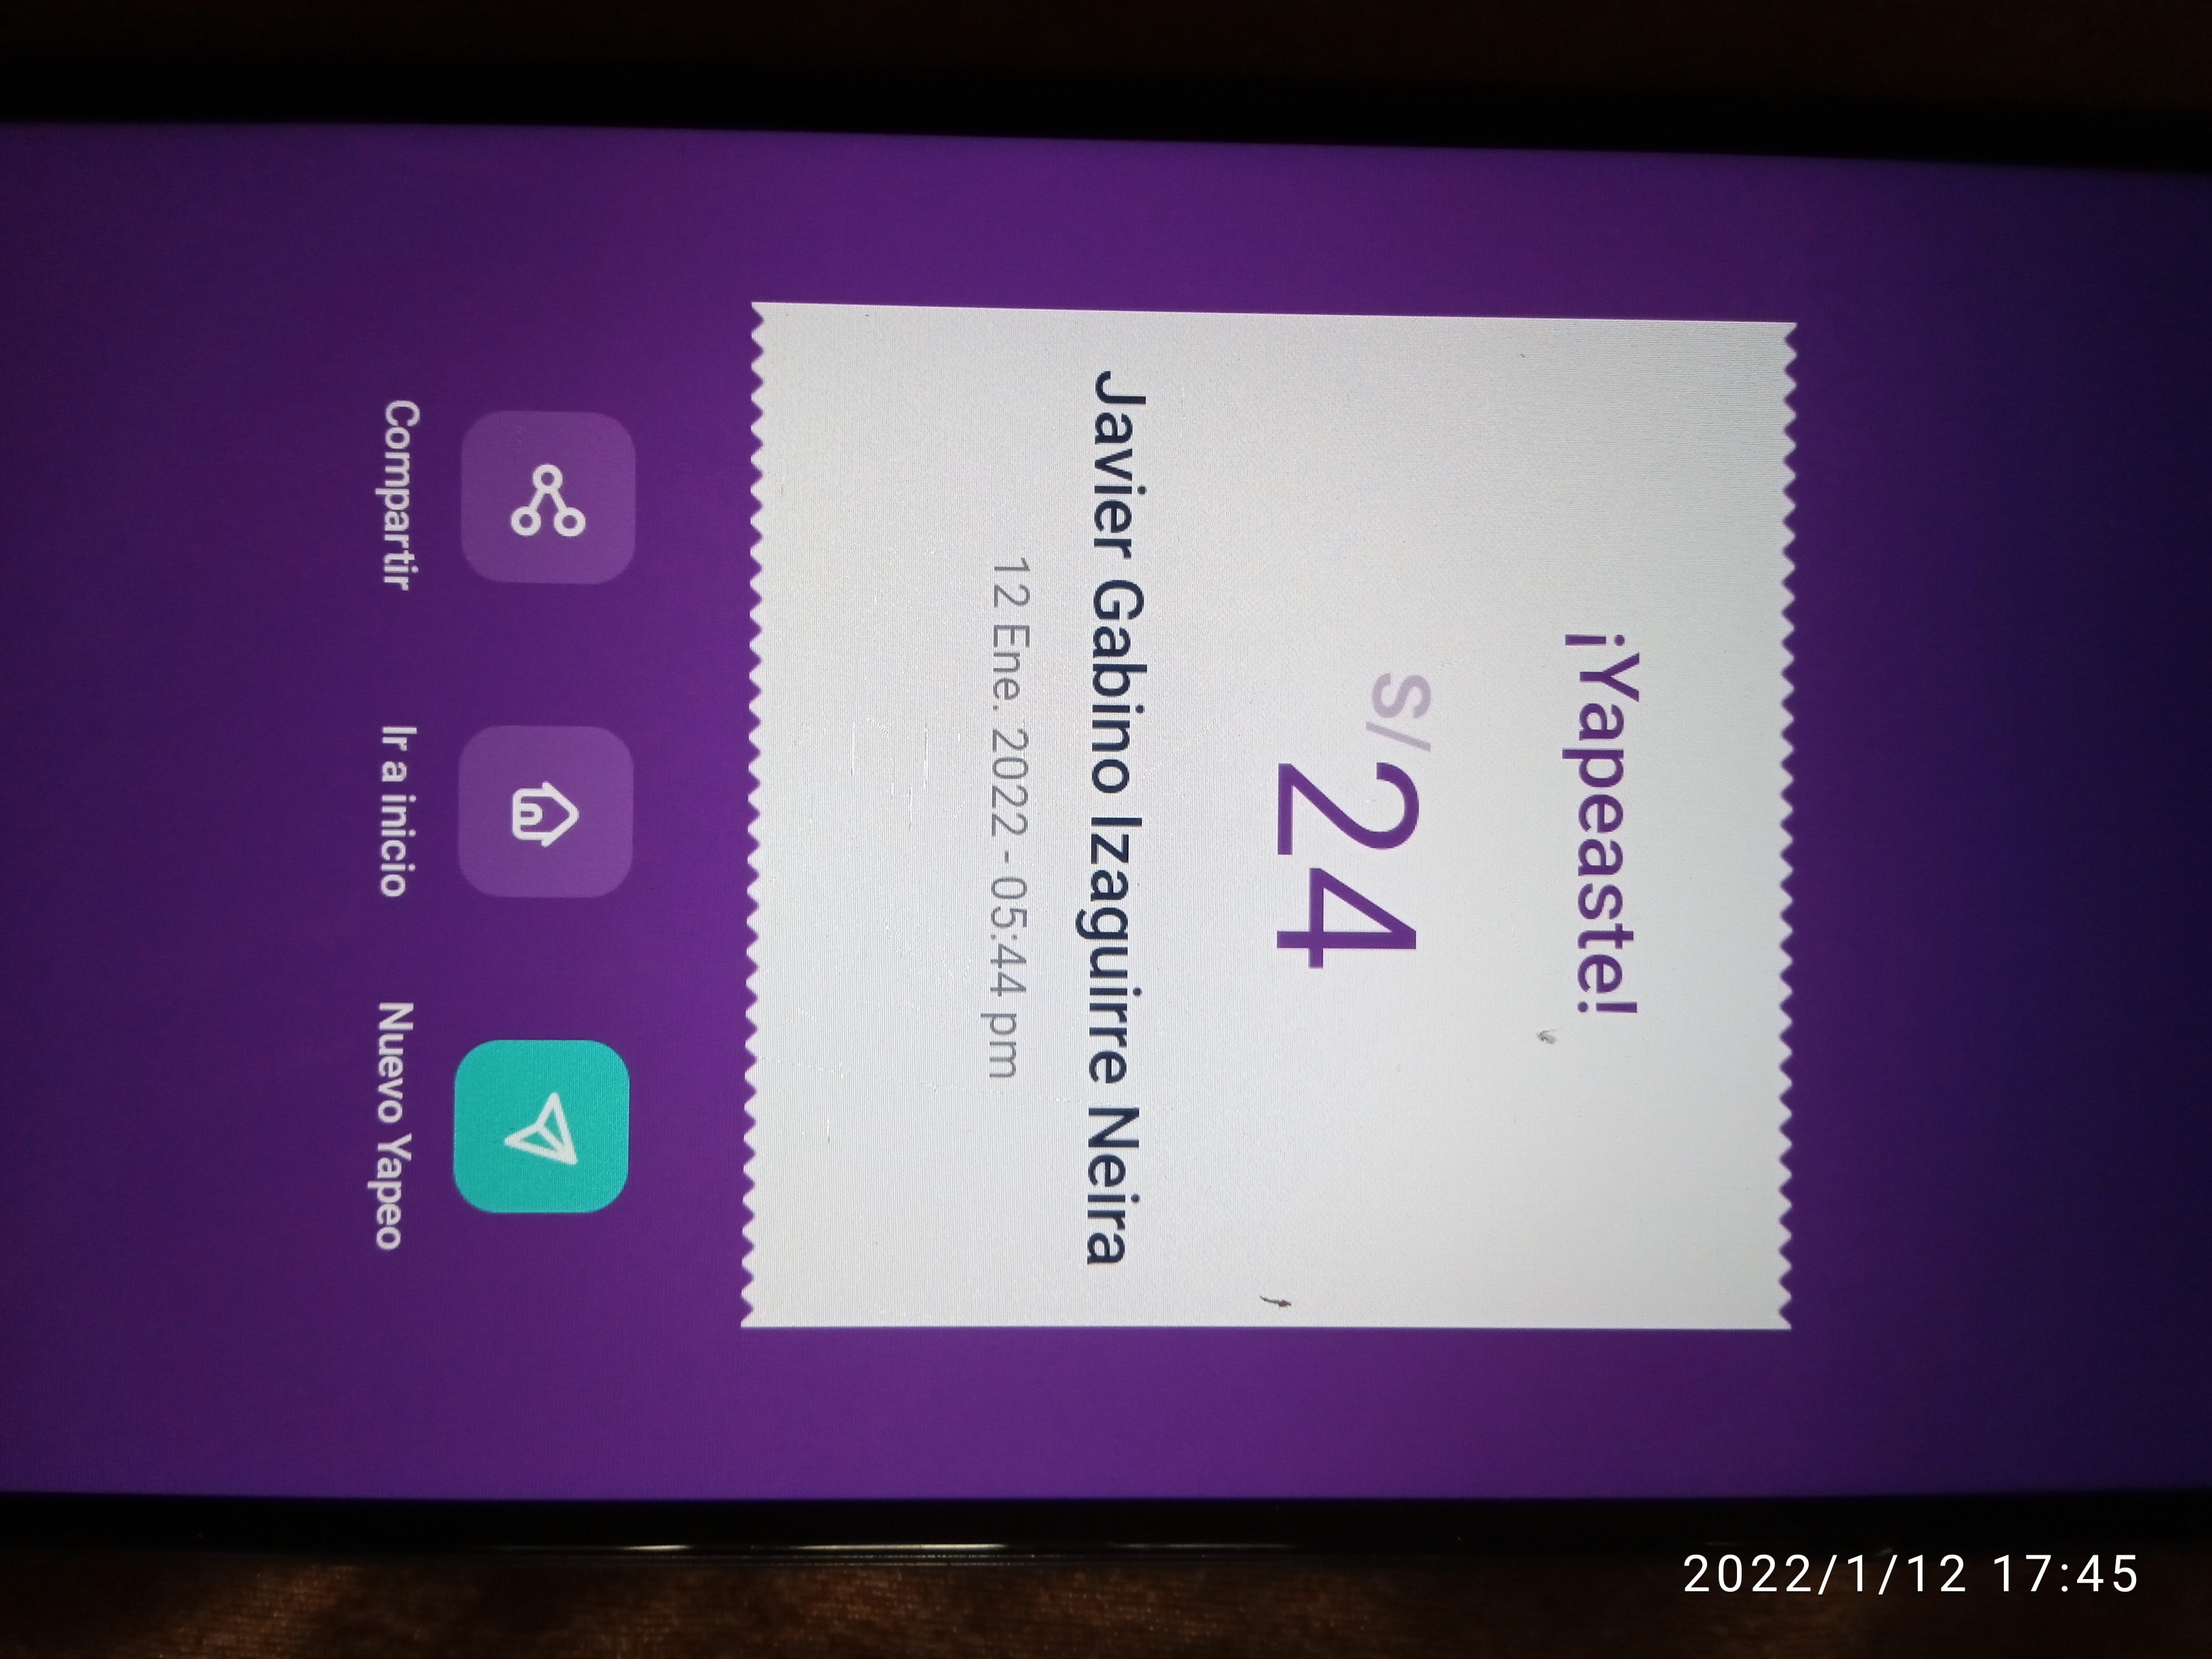 ¡Yapeaste!
s/24
Javier Gabino Izaguirre Neira
12 Ene. 2022 - 05:44 pm
Compartir
Ir a inicio
Nuevo Yapeo
2022/1/12 17:45